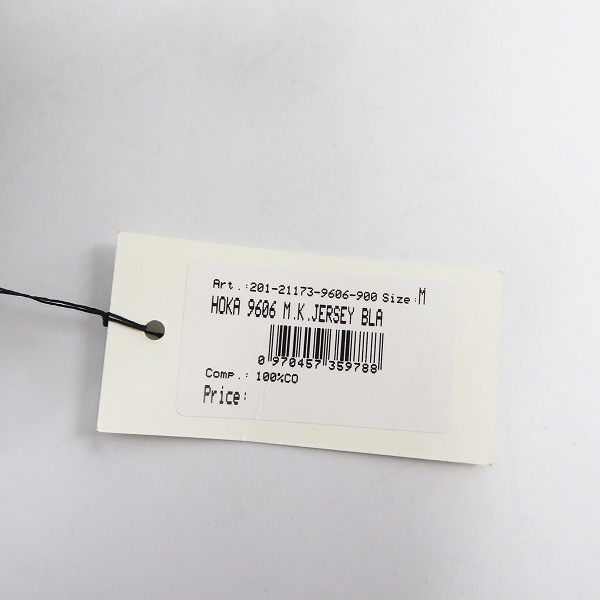 Art.:201-21173-9606-900 Size:M
HOKA 9606 M.K.JERSEY BLA
0 970457 359788
Comp.: 100%CO
Price: